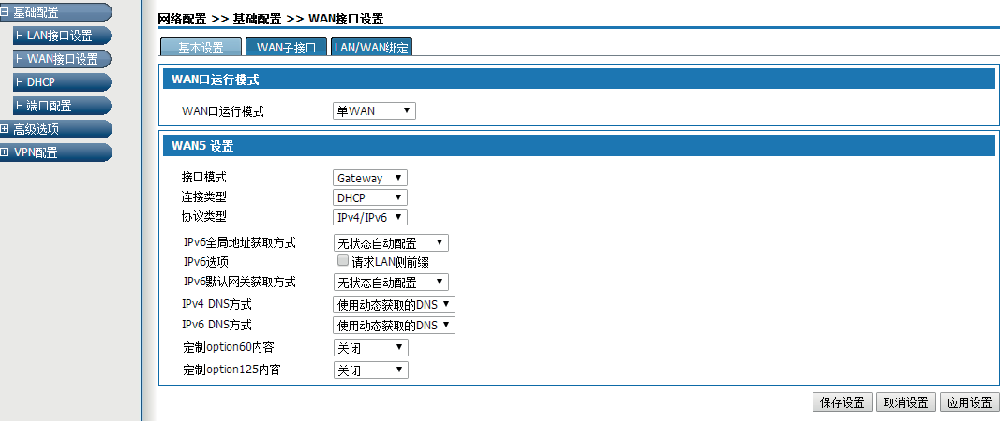 基础配置
LAN接口设置
WAN接口设置
DHCP
端口配置
高级选项
VPN配置
网络配置 >> 基础配置 >> WAN接口设置
基本设置 WAN子接口 LAN/WAN绑定
WAN口运行模式
WAN口运行模式 单WAN
WAN5 设置
接口模式 Gateway
连接类型 DHCP
协议类型 IPv4/IPv6
IPv6全局地址获取方式 无状态自动配置
IPv6选项 请求LAN侧前缀
IPv6默认网关获取方式 无状态自动配置
IPv4 DNS方式 使用动态获取的DNS
IPv6 DNS方式 使用动态获取的DNS
定制option60内容 关闭
定制option125内容 关闭
保存设置 取消设置 应用设置